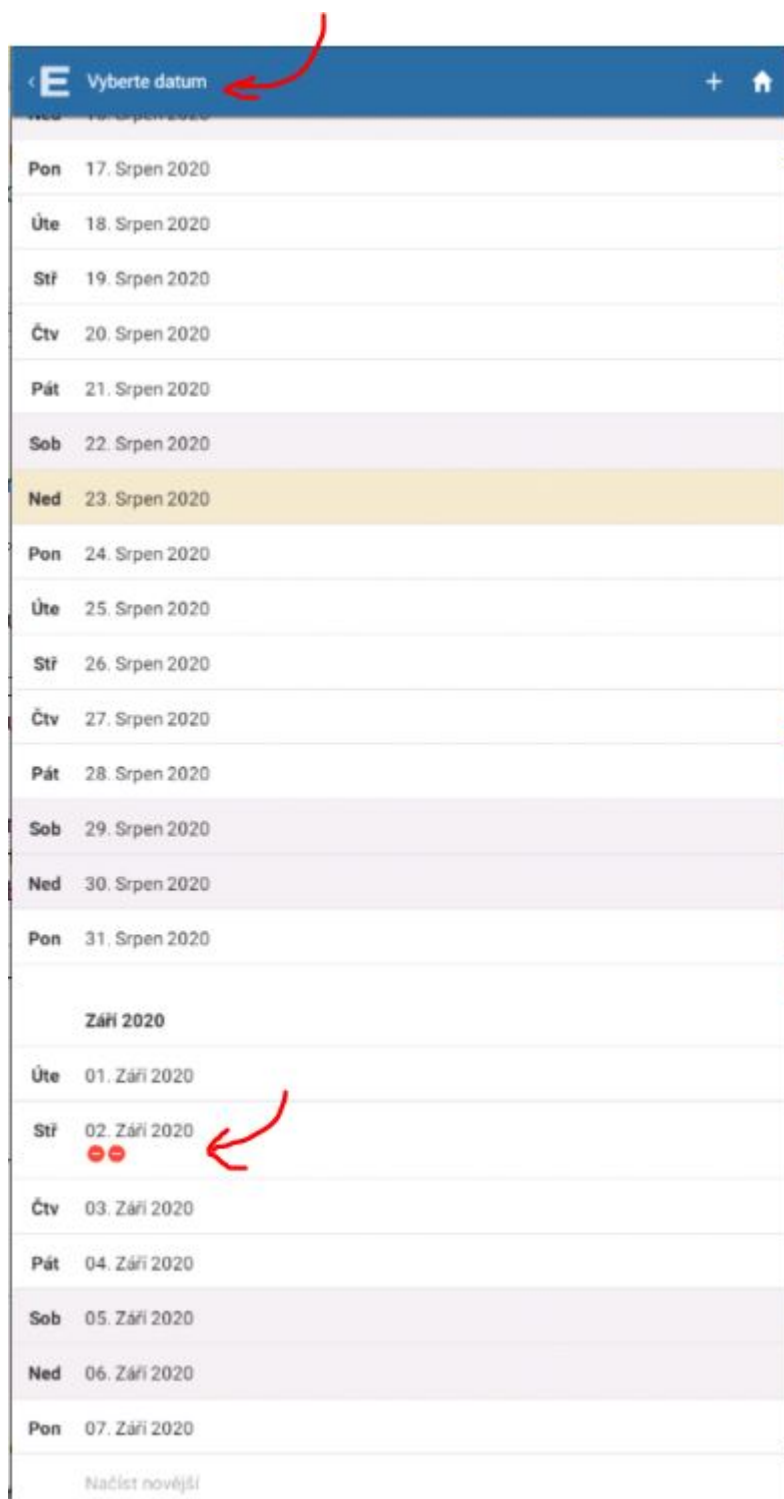 E Vyberte datum
Pon 17. Srpen 2020
Úte 18. Srpen 2020
Stř 19. Srpen 2020
Čtv 20. Srpen 2020
Pát 21. Srpen 2020
Sob 22. Srpen 2020
Ned 23. Srpen 2020
Pon 24. Srpen 2020
Úte 25. Srpen 2020
Stř 26. Srpen 2020
Čtv 27. Srpen 2020
Pát 28. Srpen 2020
Sob 29. Srpen 2020
Ned 30. Srpen 2020
Pon 31. Srpen 2020
Září 2020
Úte 01. Září 2020
Stř 02. Září 2020
Čtv 03. Září 2020
Pát 04. Září 2020
Sob 05. Září 2020
Ned 06. Září 2020
Pon 07. Září 2020
Načíst novější